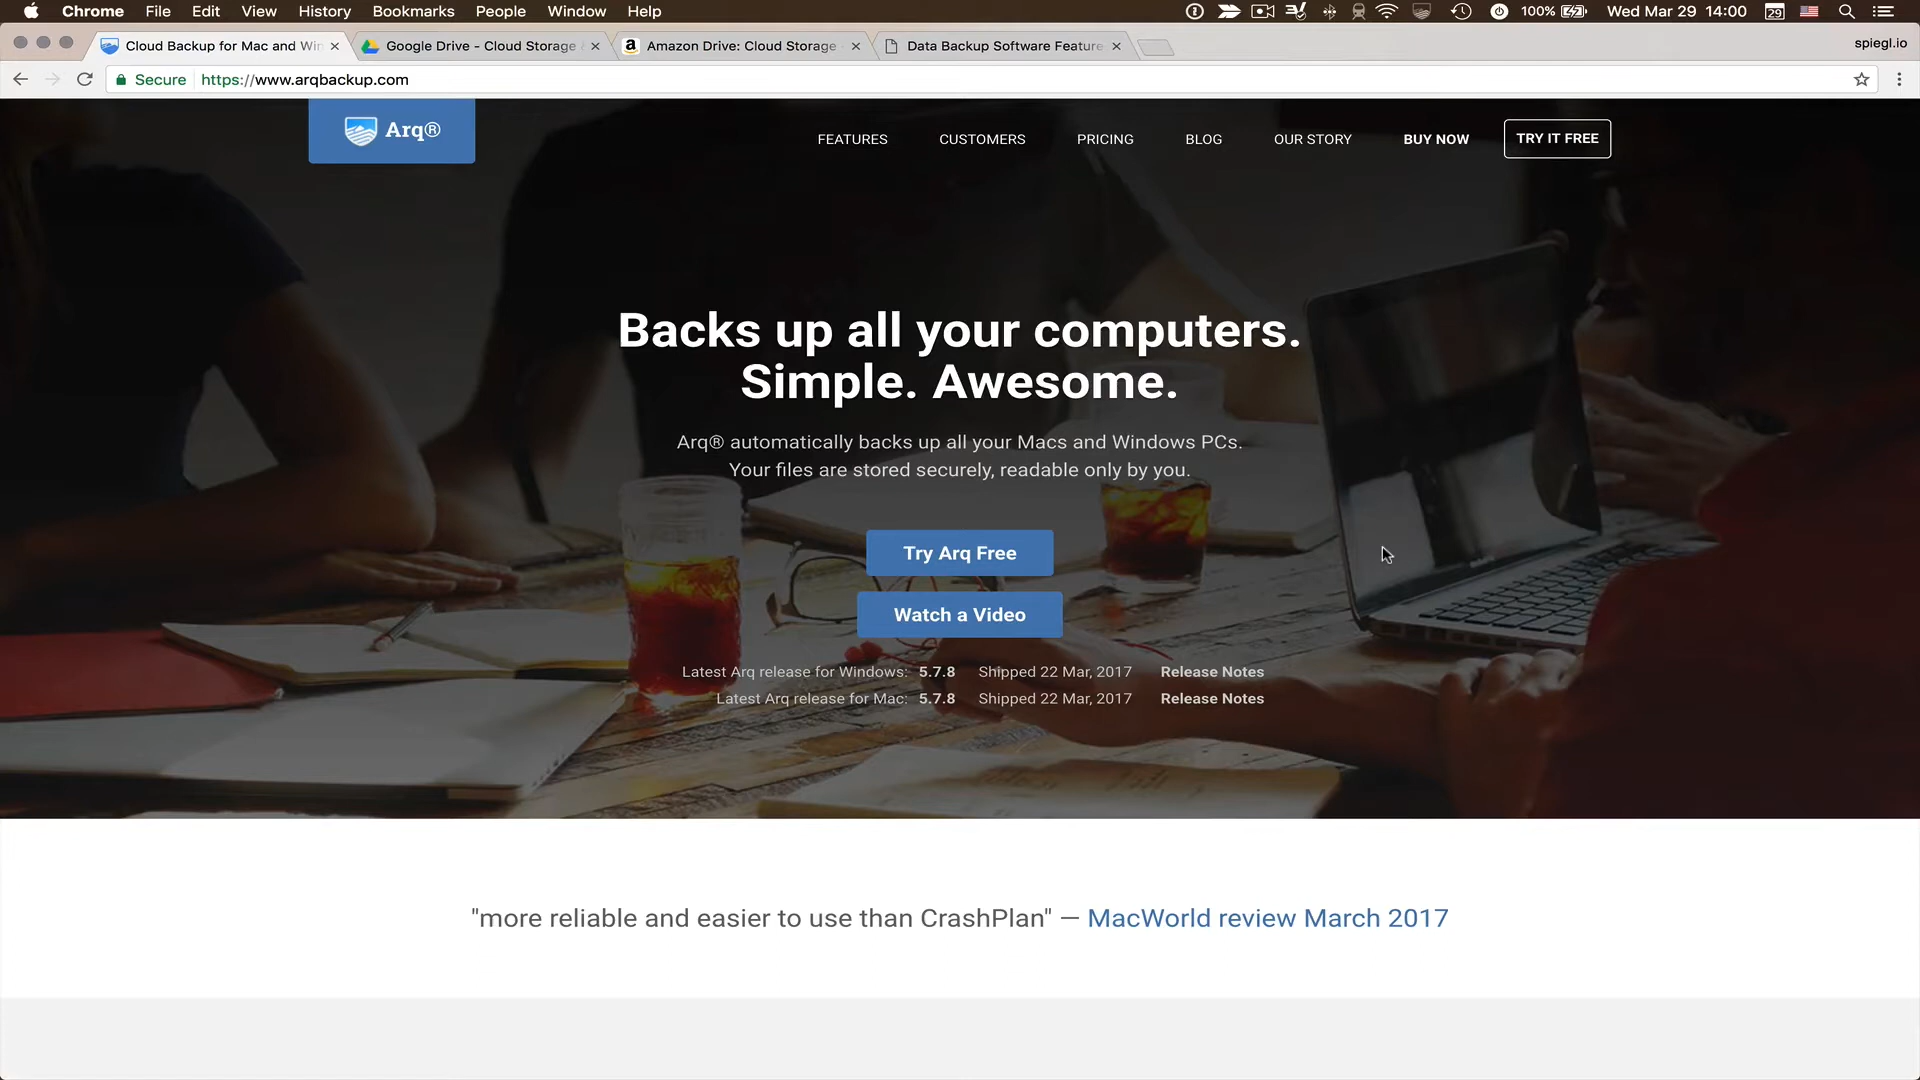 Chrome File Edit View History Bookmarks People Window Help 100% Wed Mar 29 14:00 29
Cloud Backup for Mac and Win Google Drive - Cloud Storage & Amazon Drive: Cloud Storage Data Backup Software Feature spiegl.io
Secure https://www.arqbackup.com
Arq® FEATURES CUSTOMERS PRICING BLOG OUR STORY BUY NOW TRY IT FREE
Backs up all your computers.
Simple. Awesome.
Arq® automatically backs up all your Macs and Windows PCs.
Your files are stored securely, readable only by you.
Try Arq Free
Watch a Video
Latest Arq release for Windows: 5.7.8 Shipped 22 Mar, 2017 Release Notes
Latest Arq release for Mac: 5.7.8 Shipped 22 Mar, 2017 Release Notes
"more reliable and easier to use than CrashPlan" — MacWorld review March 2017